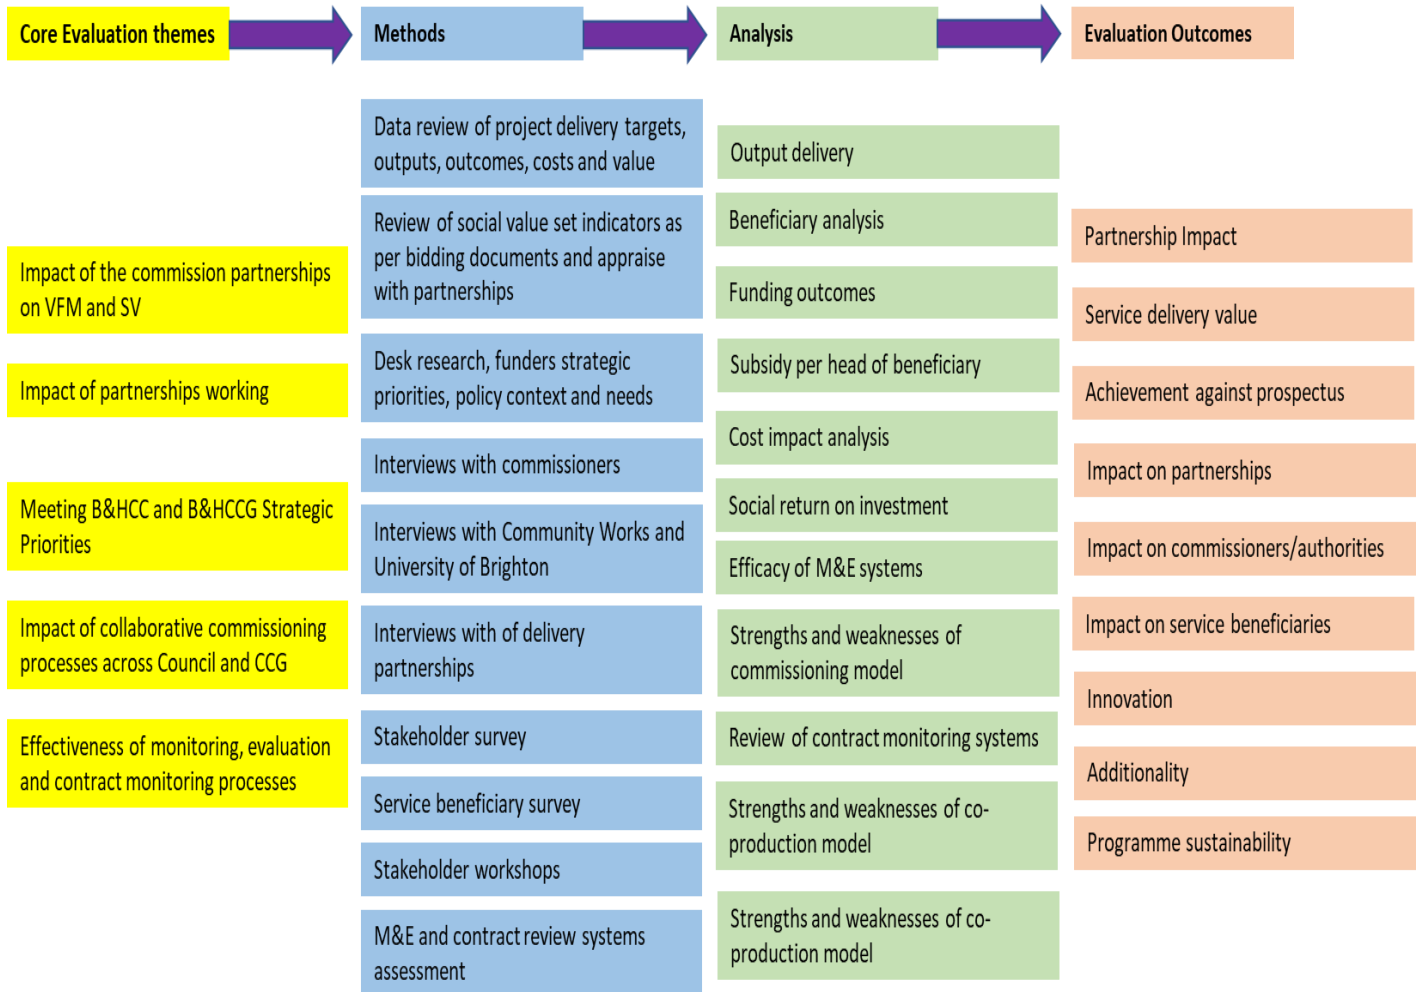 Core Evaluation themes
Methods
Analysis
Evaluation Outcomes
Impact of the commission partnerships
on VFM and SV
Impact of partnerships working
Meeting B&HCC and B&HCCG Strategic
Priorities
Impact of collaborative commissioning
processes across Council and CCG
Effectiveness of monitoring, evaluation
and contract monitoring processes
Data review of project delivery targets,
outputs, outcomes, costs and value
Review of social value set indicators as
per bidding documents and appraise
with partnerships
Desk research, funders strategic
priorities, policy context and needs
Interviews with commissioners
Interviews with Community Works and
University of Brighton
Interviews with of delivery
partnerships
Stakeholder survey
Service beneficiary survey
Stakeholder workshops
M&E and contract review systems
assessment
Output delivery
Beneficiary analysis
Funding outcomes
Subsidy per head of beneficiary
Cost impact analysis
Social return on investment
Efficacy of M&E systems
Strengths and weaknesses of
commissioning model
Review of contract monitoring systems
Strengths and weaknesses of co-
production model
Strengths and weaknesses of co-
production model
Partnership Impact
Service delivery value
Achievement against prospectus
Impact on partnerships
Impact on commissioners/authorities
Impact on service beneficiaries
Innovation
Additionality
Programme sustainability